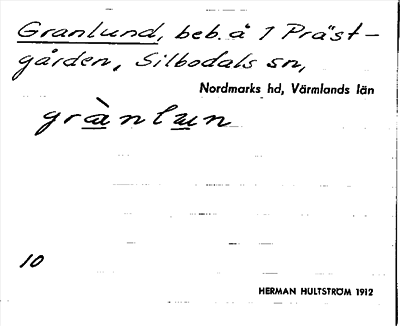 Granlund, beb. å 1 Präst-
gården, Silbodals sn,
Nordmarks hd, Värmlands län
grànlun
10
HERMAN HULTSTRÖM 1912